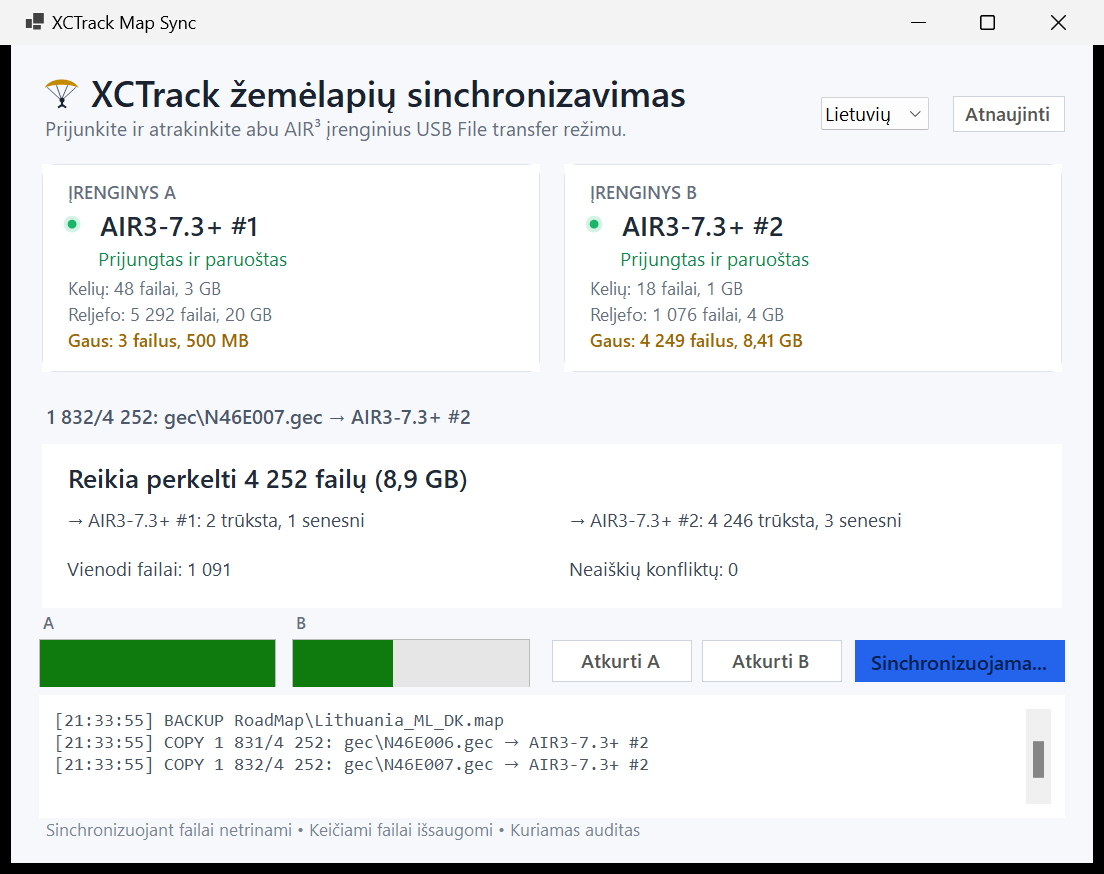 XCTrack Map Sync
XCTrack žemėlapių sinchronizavimas
Prijunkite ir atrakinkite abu AIR³ įrenginius USB File transfer režimu.
Lietuvių
Atnaujinti
ĮRENGINYS A
AIR3-7.3+ #1
Prijungtas ir paruoštas
Kelių: 48 failai, 3 GB
Reljefo: 5 292 failai, 20 GB
Gaus: 3 failus, 500 MB
ĮRENGINYS B
AIR3-7.3+ #2
Prijungtas ir paruoštas
Kelių: 18 failai, 1 GB
Reljefo: 1 076 failai, 4 GB
Gaus: 4 249 failus, 8,41 GB
1 832/4 252: gec\N46E007.gec → AIR3-7.3+ #2
Reikia perkelti 4 252 failų (8,9 GB)
→ AIR3-7.3+ #1: 2 trūksta, 1 senesni
→ AIR3-7.3+ #2: 4 246 trūksta, 3 senesni
Vienodi failai: 1 091
Neaiškių konfliktų: 0
A
B
Atkurti A
Atkurti B
Sinchronizuojama...
[21:33:55] BACKUP RoadMap\Lithuania_ML_DK.map
[21:33:55] COPY 1 831/4 252: gec\N46E006.gec → AIR3-7.3+ #2
[21:33:55] COPY 1 832/4 252: gec\N46E007.gec → AIR3-7.3+ #2
Sinchronizuojant failai netrinami • Keičiami failai išsaugomi • Kuriamas auditas